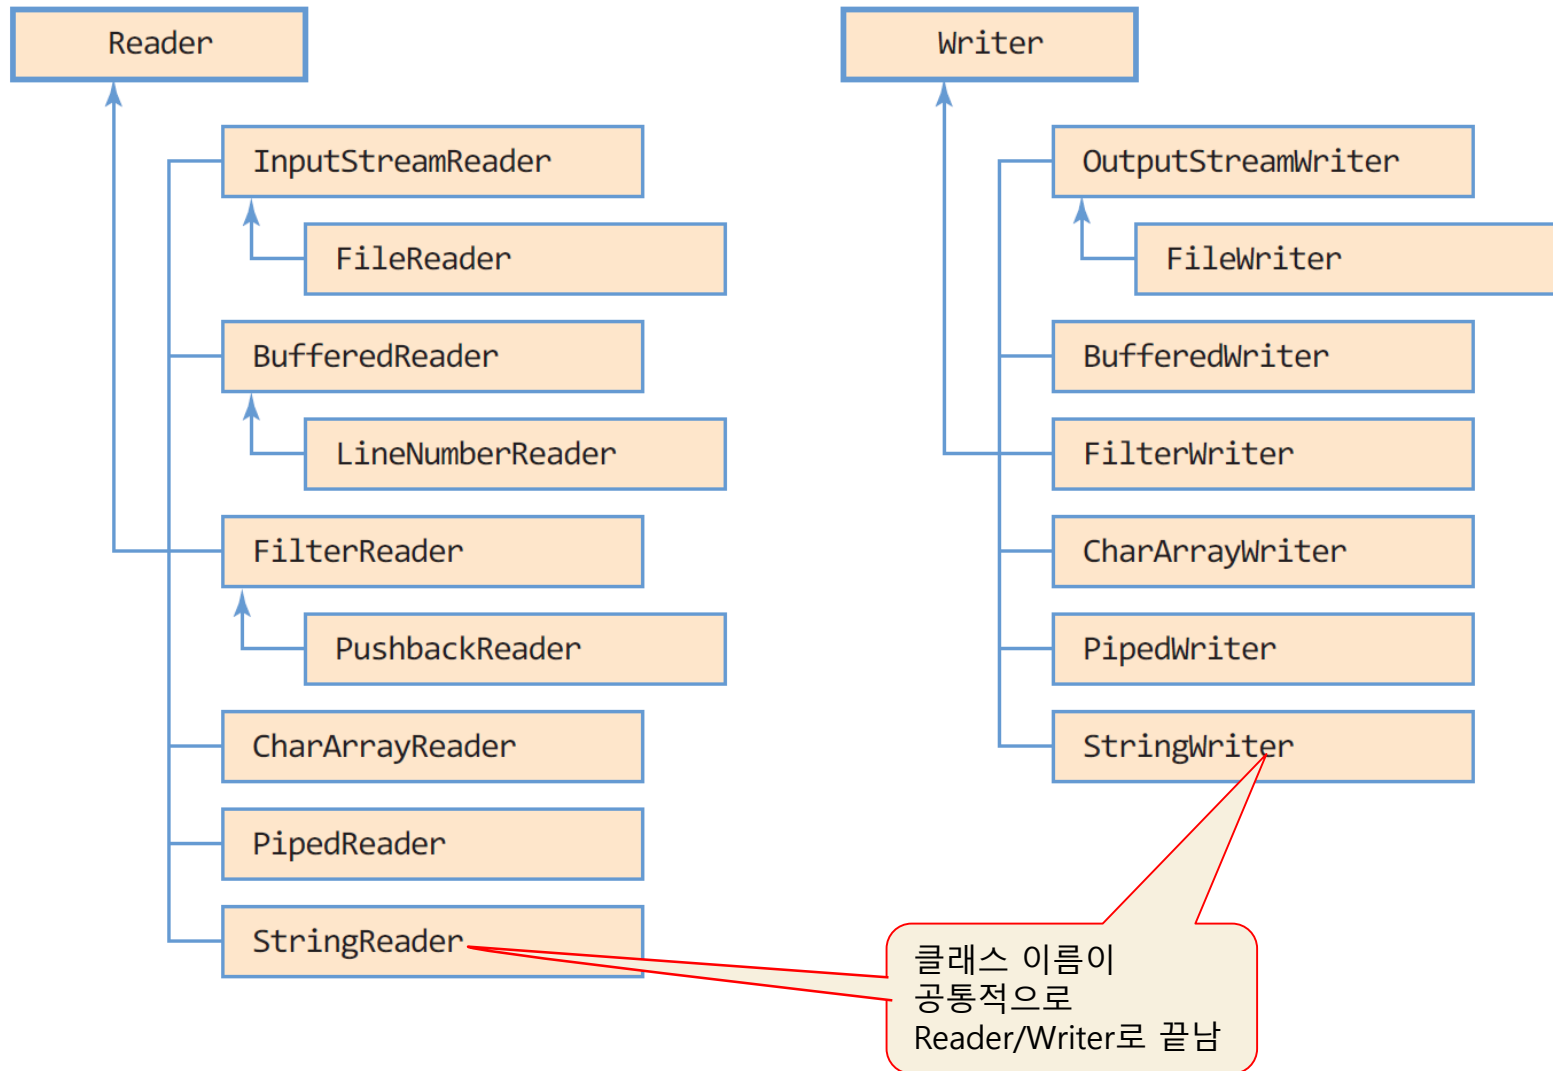 Reader
InputStreamReader
FileReader
BufferedReader
LineNumberReader
FilterReader
PushbackReader
CharArrayReader
PipedReader
StringReader
Writer
OutputStreamWriter
FileWriter
BufferedWriter
FilterWriter
CharArrayWriter
PipedWriter
StringWriter
클래스 이름이
공통적으로
Reader/Writer로 끝남